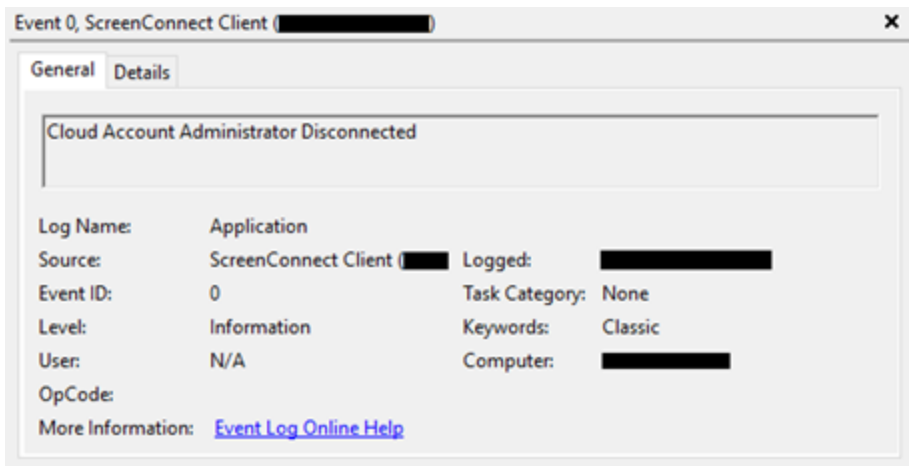 Event 0, ScreenConnect Client ( )
General Details
Cloud Account Administrator Disconnected
Log Name: Application
Source: ScreenConnect Client ( Logged:
Event ID: 0 Task Category: None
Level: Information Keywords: Classic
User: N/A Computer:
OpCode:
More Information: Event Log Online Help